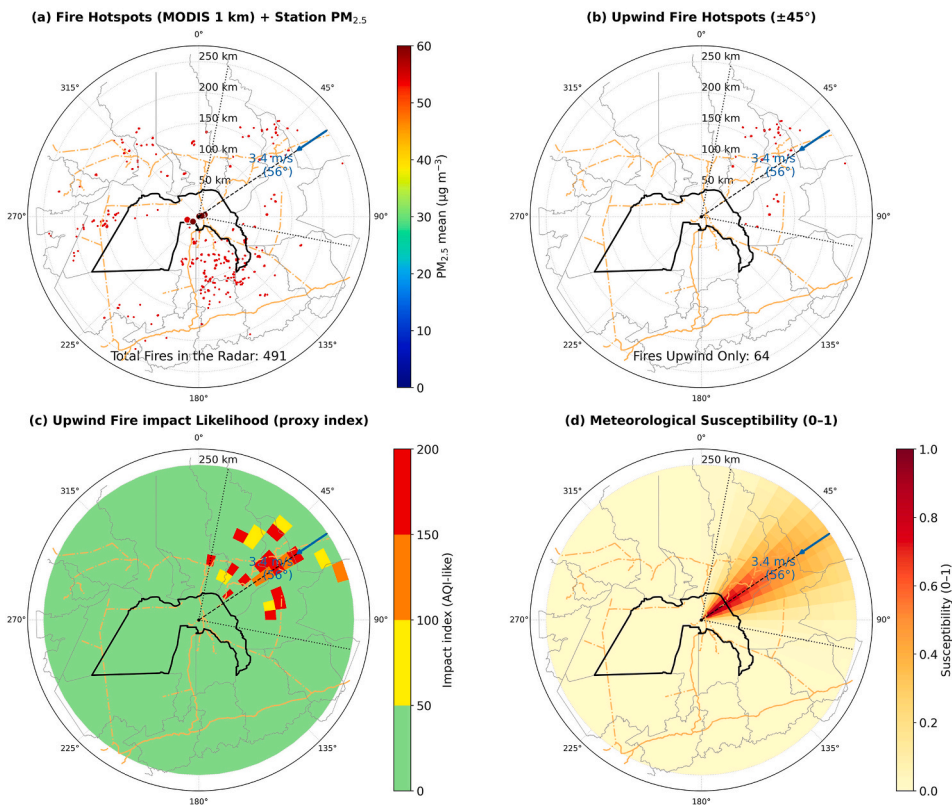 (a) Fire Hotspots (MODIS 1 km) + Station PM₂.₅
0°
45°
90°
135°
180°
225°
270°
315°
250 km
200 km
150 km
100 km
50 km
3.4 m/s
(56°)
Total Fires in the Radar: 491
60
50
40
30
20
10
0
PM₂.₅ mean (µg m⁻³)
(b) Upwind Fire Hotspots (±45°)
0°
45°
90°
135°
180°
225°
270°
315°
250 km
200 km
150 km
100 km
50 km
3.4 m/s
(56°)
Fires Upwind Only: 64
(c) Upwind Fire impact Likelihood (proxy index)
0°
45°
90°
135°
180°
225°
270°
315°
250 km
3.4 m/s
(56°)
200
150
100
50
0
Impact index (AQI-like)
(d) Meteorological Susceptibility (0–1)
0°
45°
90°
135°
180°
225°
270°
315°
250 km
3.4 m/s
(56°)
1.0
0.8
0.6
0.4
0.2
0.0
Susceptibility (0–1)